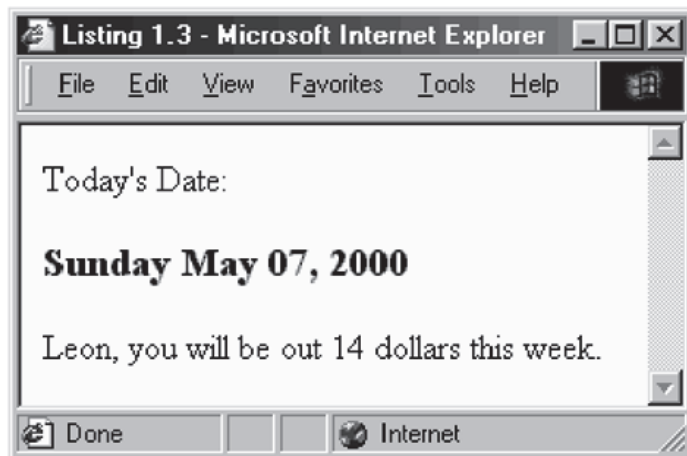 Listing 1.3 - Microsoft Internet Explorer
File Edit View Favorites Tools Help
Today's Date:
Sunday May 07, 2000
Leon, you will be out 14 dollars this week.
Done Internet